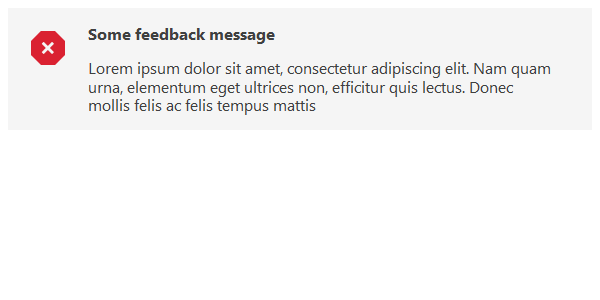 Some feedback message
Lorem ipsum dolor sit amet, consectetur adipiscing elit. Nam quam
urna, elementum eget ultrices non, efficitur quis lectus. Donec
mollis felis ac felis tempus mattis